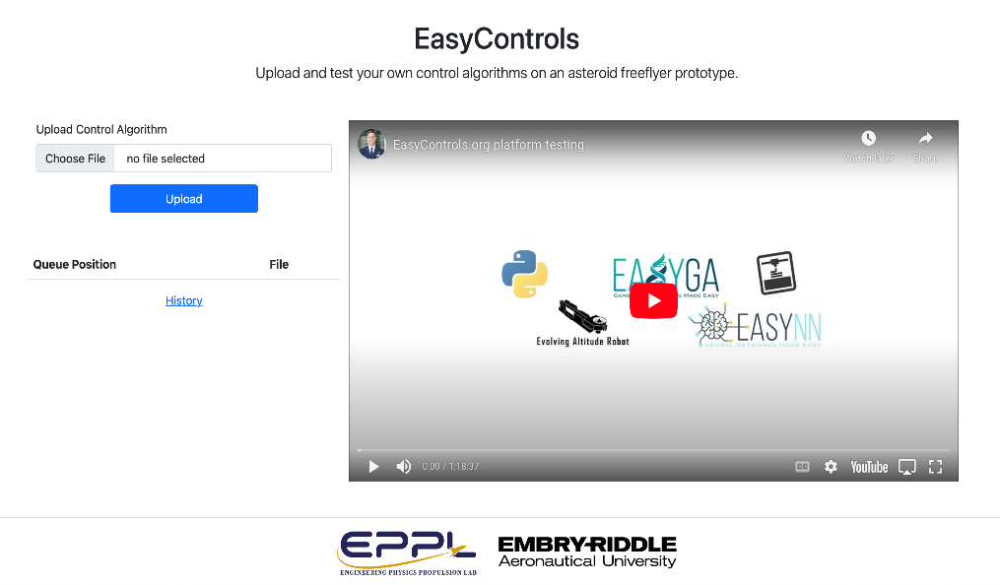 EasyControls
Upload and test your own control algorithms on an asteroid freeflyer prototype.
Upload Control Algorithm
Choose File no file selected
Upload
Queue Position File
History
EasyControls.org platform testing
Watch later Share
EASYGA
MADE EASY
Evolving Altitude Robot
EASYNN
NEURAL NETWORKS MADE EASY
0:00 / 1:18:37
CC YouTube
EPPL
ENGINEERING PHYSICS PROPULSION LAB
EMBRY-RIDDLE
Aeronautical University